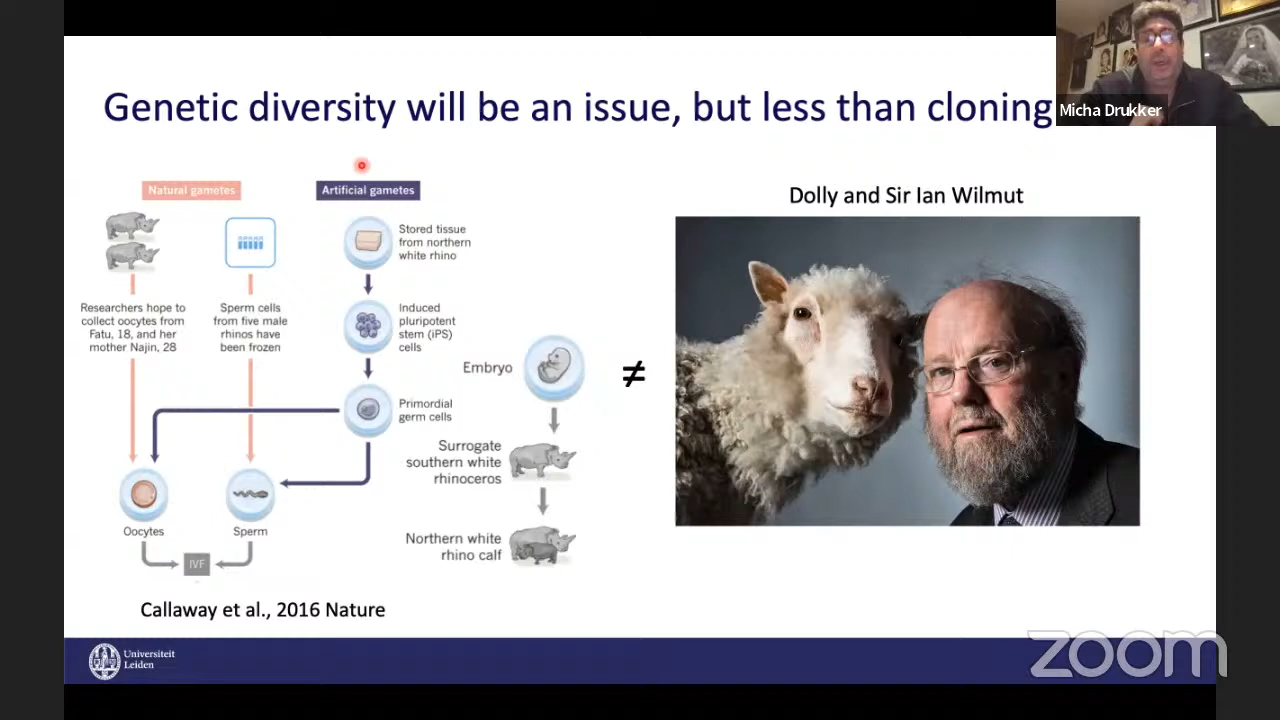 Genetic diversity will be an issue, but less than cloning
Micha Drukker
Natural gametes
Artificial gametes
Researchers hope to
collect oocytes from
Fatu, 18, and her
mother Najin, 28
Sperm cells
from five male
rhinos have
been frozen
Stored tissue
from northern
white rhino
Induced
pluripotent
stem (iPS)
cells
Primordial
germ cells
Oocytes
Sperm
IVF
Embryo
Surrogate
southern white
rhinoceros
Northern white
rhino calf
≠
Dolly and Sir Ian Wilmut
Callaway et al., 2016 Nature
Universiteit
Leiden
zoom